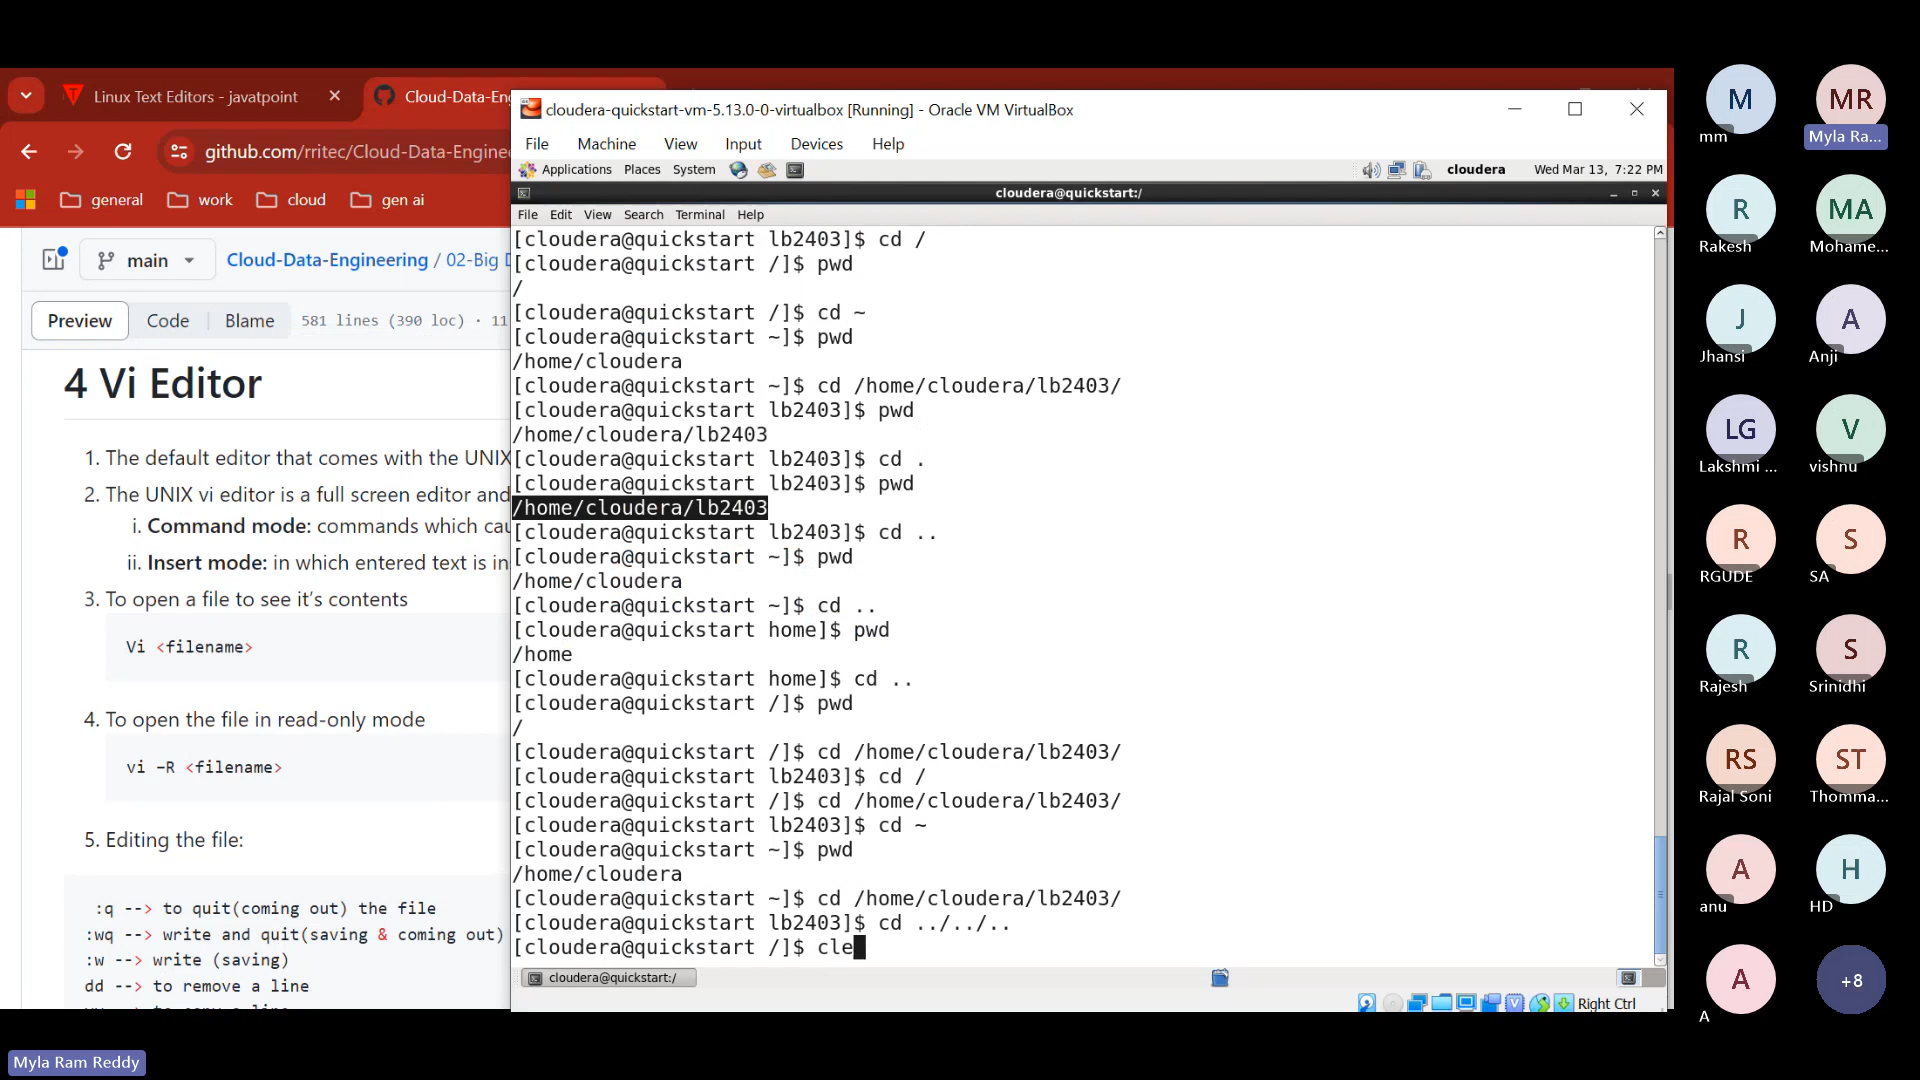 Linux Text Editors - javatpoint
Cloud-Data-En
github.com/rritec/Cloud-Data-Engine
general
work
cloud
gen ai
main
Cloud-Data-Engineering / 02-Big D
Preview
Code
Blame
581 lines (390 loc) · 11
4 Vi Editor
1. The default editor that comes with the UNIX
2. The UNIX vi editor is a full screen editor and
i. Command mode: commands which cau
ii. Insert mode: in which entered text is in
3. To open a file to see it’s contents
Vi <filename>
4. To open the file in read-only mode
vi –R <filename>
5. Editing the file:
:q --> to quit(coming out) the file
:wq --> write and quit(saving & coming out)
:w --> write (saving)
dd --> to remove a line
cloudera-quickstart-vm-5.13.0-0-virtualbox [Running] - Oracle VM VirtualBox
File Machine View Input Devices Help
Applications Places System
cloudera
Wed Mar 13, 7:22 PM
cloudera@quickstart:/
File Edit View Search Terminal Help
[cloudera@quickstart lb2403]$ cd /
[cloudera@quickstart /]$ pwd
/
[cloudera@quickstart /]$ cd ~
[cloudera@quickstart ~]$ pwd
/home/cloudera
[cloudera@quickstart ~]$ cd /home/cloudera/lb2403/
[cloudera@quickstart lb2403]$ pwd
/home/cloudera/lb2403
[cloudera@quickstart lb2403]$ cd .
[cloudera@quickstart lb2403]$ pwd
/home/cloudera/lb2403
[cloudera@quickstart lb2403]$ cd ..
[cloudera@quickstart ~]$ pwd
/home/cloudera
[cloudera@quickstart ~]$ cd ..
[cloudera@quickstart home]$ pwd
/home
[cloudera@quickstart home]$ cd ..
[cloudera@quickstart /]$ pwd
/
[cloudera@quickstart /]$ cd /home/cloudera/lb2403/
[cloudera@quickstart lb2403]$ cd /
[cloudera@quickstart /]$ cd /home/cloudera/lb2403/
[cloudera@quickstart lb2403]$ cd ~
[cloudera@quickstart ~]$ pwd
/home/cloudera
[cloudera@quickstart ~]$ cd /home/cloudera/lb2403/
[cloudera@quickstart lb2403]$ cd ../../..
[cloudera@quickstart /]$ cle
cloudera@quickstart:/
Right Ctrl
M
mm
MR
Myla Ra...
R
Rakesh
MA
Mohame...
J
Jhansi
A
Anji
LG
Lakshmi ...
V
vishnu
R
RGUDE
S
SA
R
Rajesh
S
Srinidhi
RS
Rajal Soni
ST
Thomma...
A
anu
H
HD
A
A
+8
Myla Ram Reddy